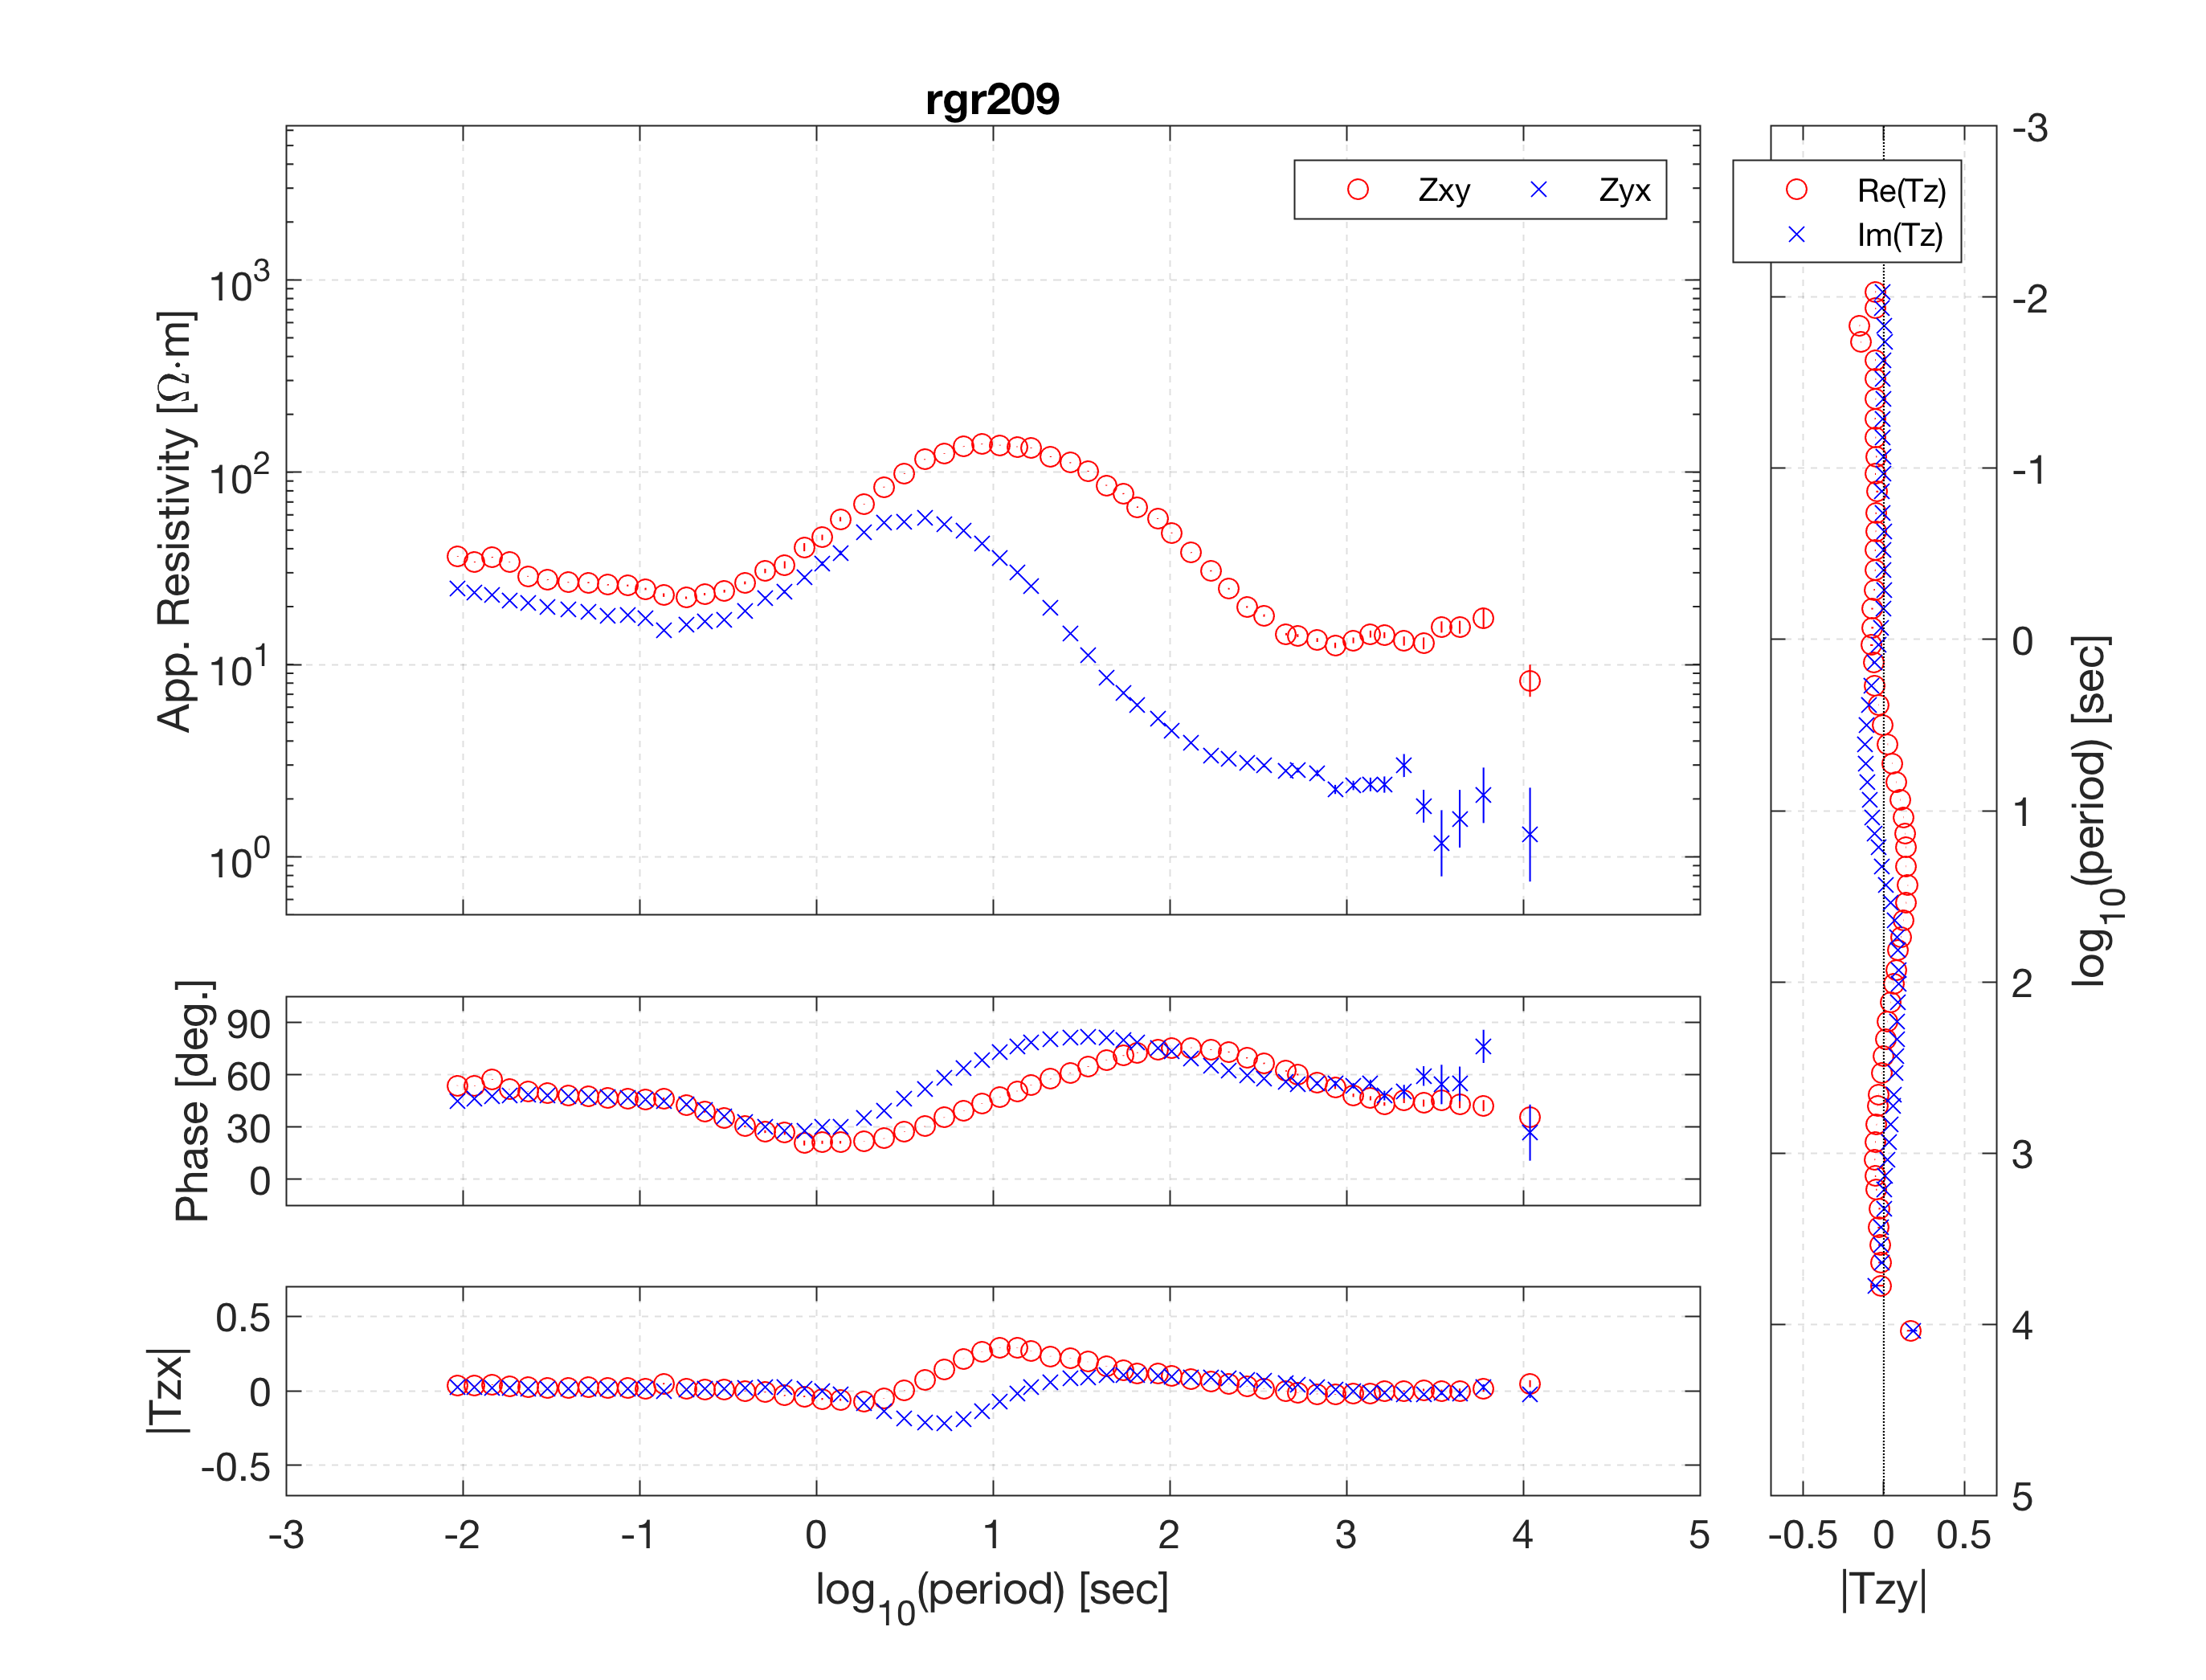 rgr209
Zxy Zyx
Re(Tz)
Im(Tz)
App. Resistivity [Ω·m]
10^3
10^2
10^1
10^0
Phase [deg.]
90
60
30
0
|Tzx|
0.5
0
-0.5
-3 -2 -1 0 1 2 3 4 5
log10(period) [sec]
-3
-2
-1
0
1
2
3
4
5
log10(period) [sec]
-0.5 0 0.5
|Tzy|